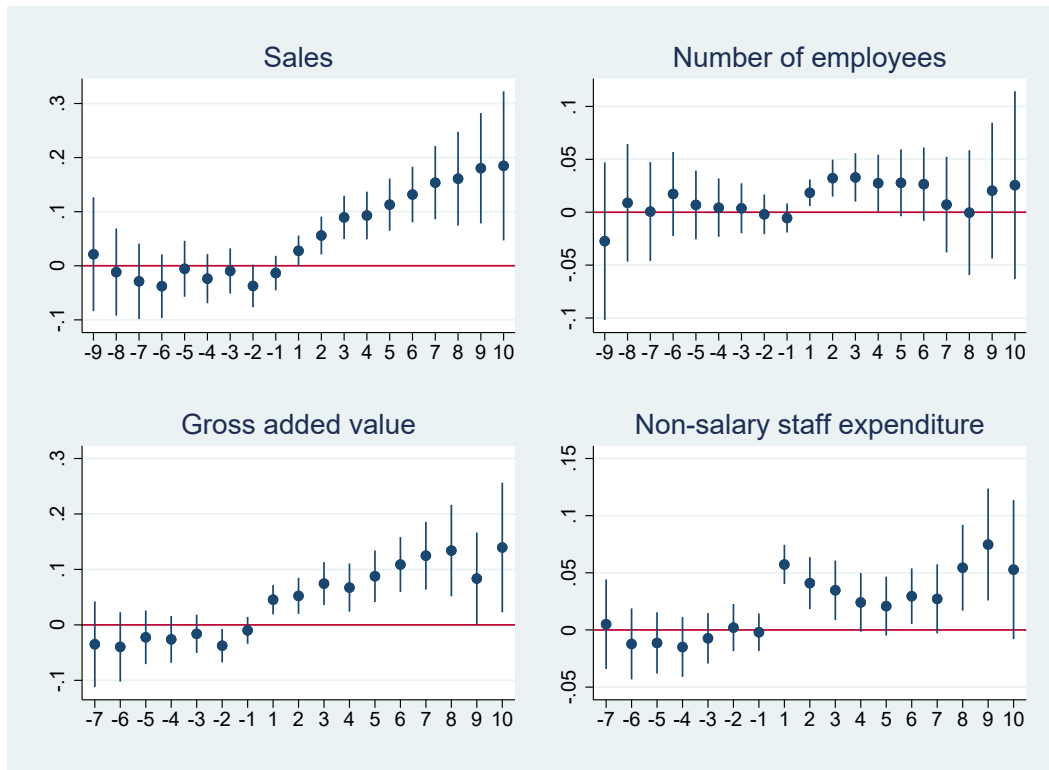 Sales
.3
.2
.1
0
-.1
-9 -8 -7 -6 -5 -4 -3 -2 -1 1 2 3 4 5 6 7 8 9 10
Number of employees
.1
.05
0
-.05
-.1
-9 -8 -7 -6 -5 -4 -3 -2 -1 1 2 3 4 5 6 7 8 9 10
Gross added value
.3
.2
.1
0
-.1
-7 -6 -5 -4 -3 -2 -1 1 2 3 4 5 6 7 8 9 10
Non-salary staff expenditure
.15
.1
.05
0
-.05
-7 -6 -5 -4 -3 -2 -1 1 2 3 4 5 6 7 8 9 10